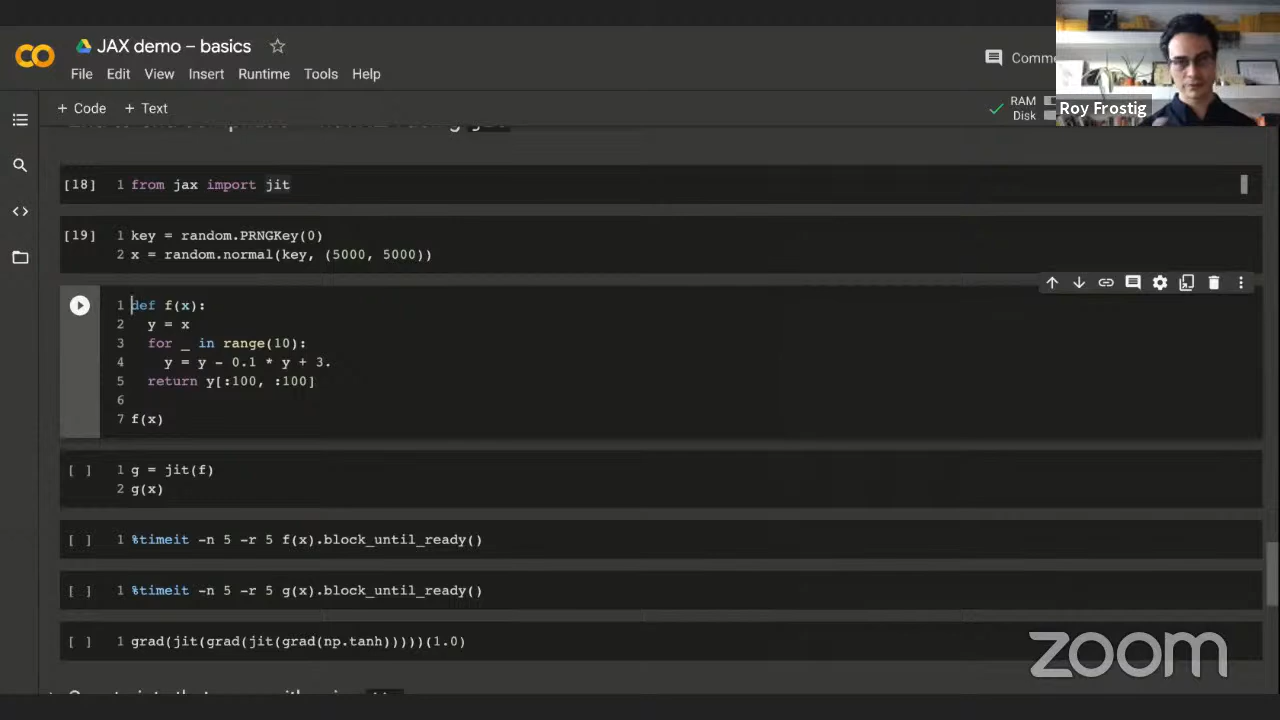 JAX demo – basics
File Edit View Insert Runtime Tools Help
Comme
+ Code + Text
RAM
Disk
Roy Frostig
[18] 1 from jax import jit
[19] 1 key = random.PRNGKey(0)
2 x = random.normal(key, (5000, 5000))
1 def f(x):
2 y = x
3 for _ in range(10):
4 y = y - 0.1 * y + 3.
5 return y[:100, :100]
6
7 f(x)
[ ] 1 g = jit(f)
2 g(x)
[ ] 1 %timeit -n 5 -r 5 f(x).block_until_ready()
[ ] 1 %timeit -n 5 -r 5 g(x).block_until_ready()
[ ] 1 grad(jit(grad(jit(grad(np.tanh)))))(1.0)
zoom